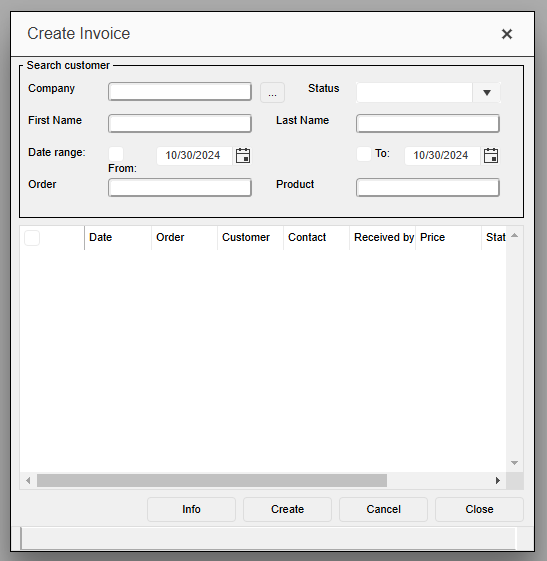 Create Invoice
Search customer
Company ... Status
First Name Last Name
Date range: From: 10/30/2024 To: 10/30/2024
Order Product
Date Order Customer Contact Received by Price Stat
Info Create Cancel Close